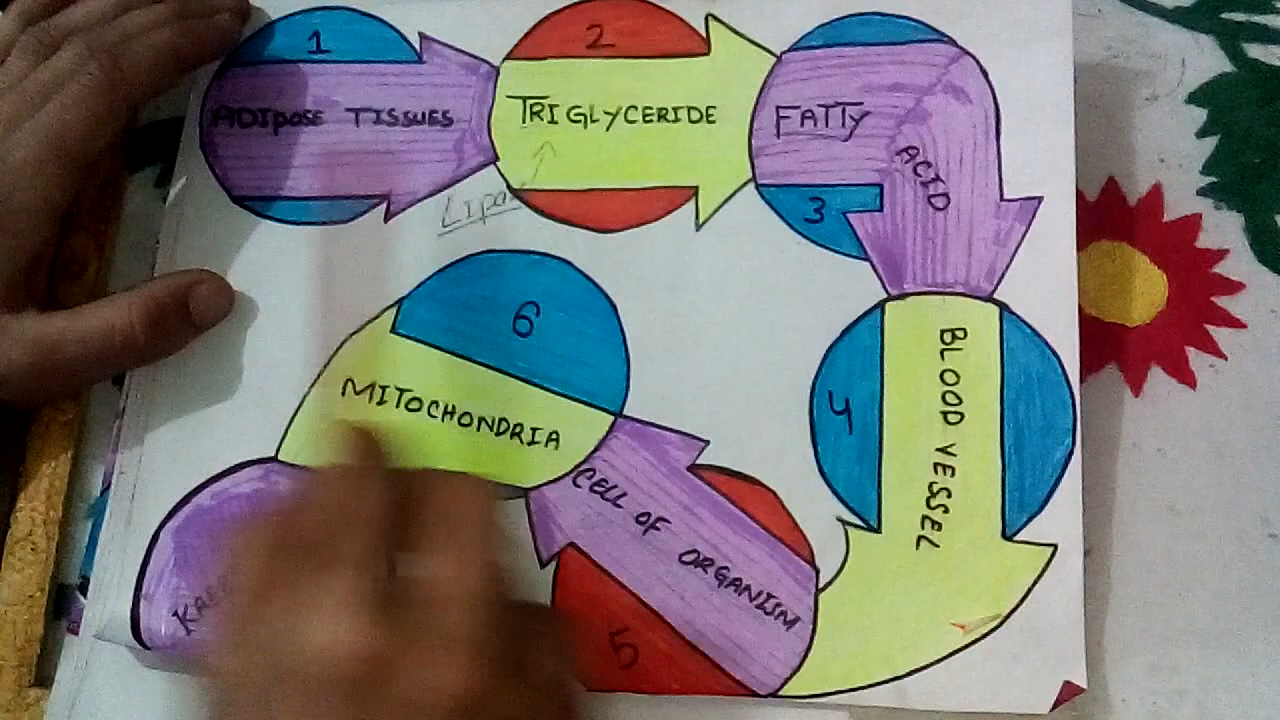 1
ADIPOSE TISSUES
2
TRIGLYCERIDE
FATTY
ACID
3
4
BLOOD VESSEL
5
CELL OF ORGANISM
6
MITOCHONDRIA